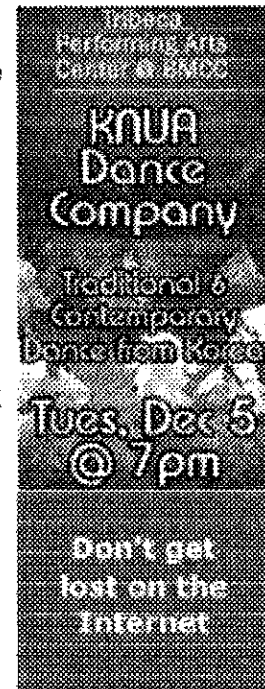 Tribeca
Performing Arts
Center @ BMCC
KNUA
Dance
Company
Traditional &
Contemporary
Dance from Korea
Tues, Dec 5
@ 7pm
Don't get
lost on the
Internet